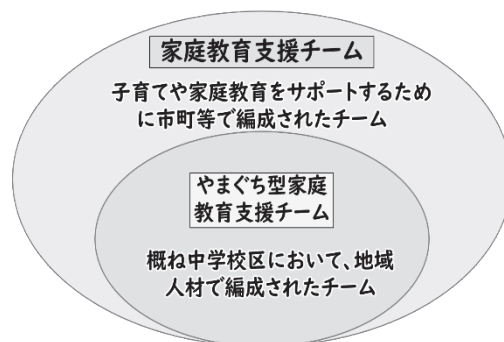 家庭教育支援チーム
子育てや家庭教育をサポートするため
に市町等で編成されたチーム
やまぐち型家庭
教育支援チーム
概ね中学校区において、地域
人材で編成されたチーム